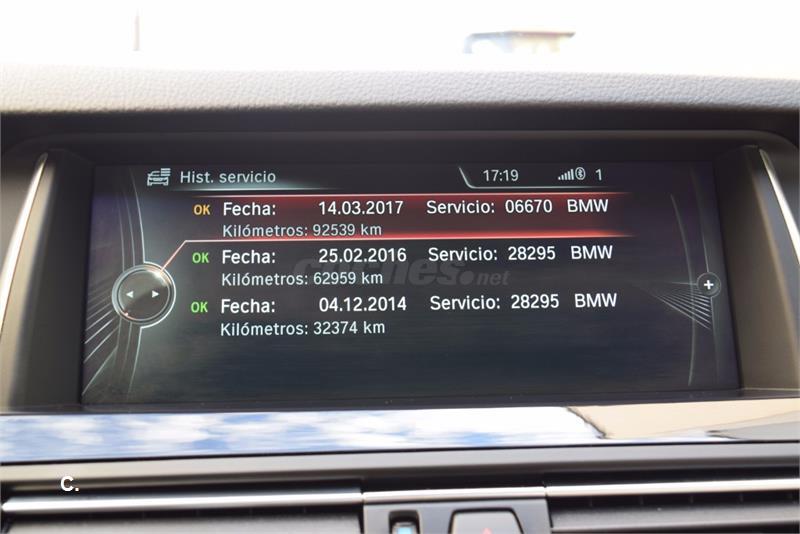 Hist. servicio 17:19 1
OK Fecha: 14.03.2017 Servicio: 06670 BMW
Kilómetros: 92539 km
OK Fecha: 25.02.2016 Servicio: 28295 BMW
Kilómetros: 62959 km
coches.net
OK Fecha: 04.12.2014 Servicio: 28295 BMW
Kilómetros: 32374 km
C.